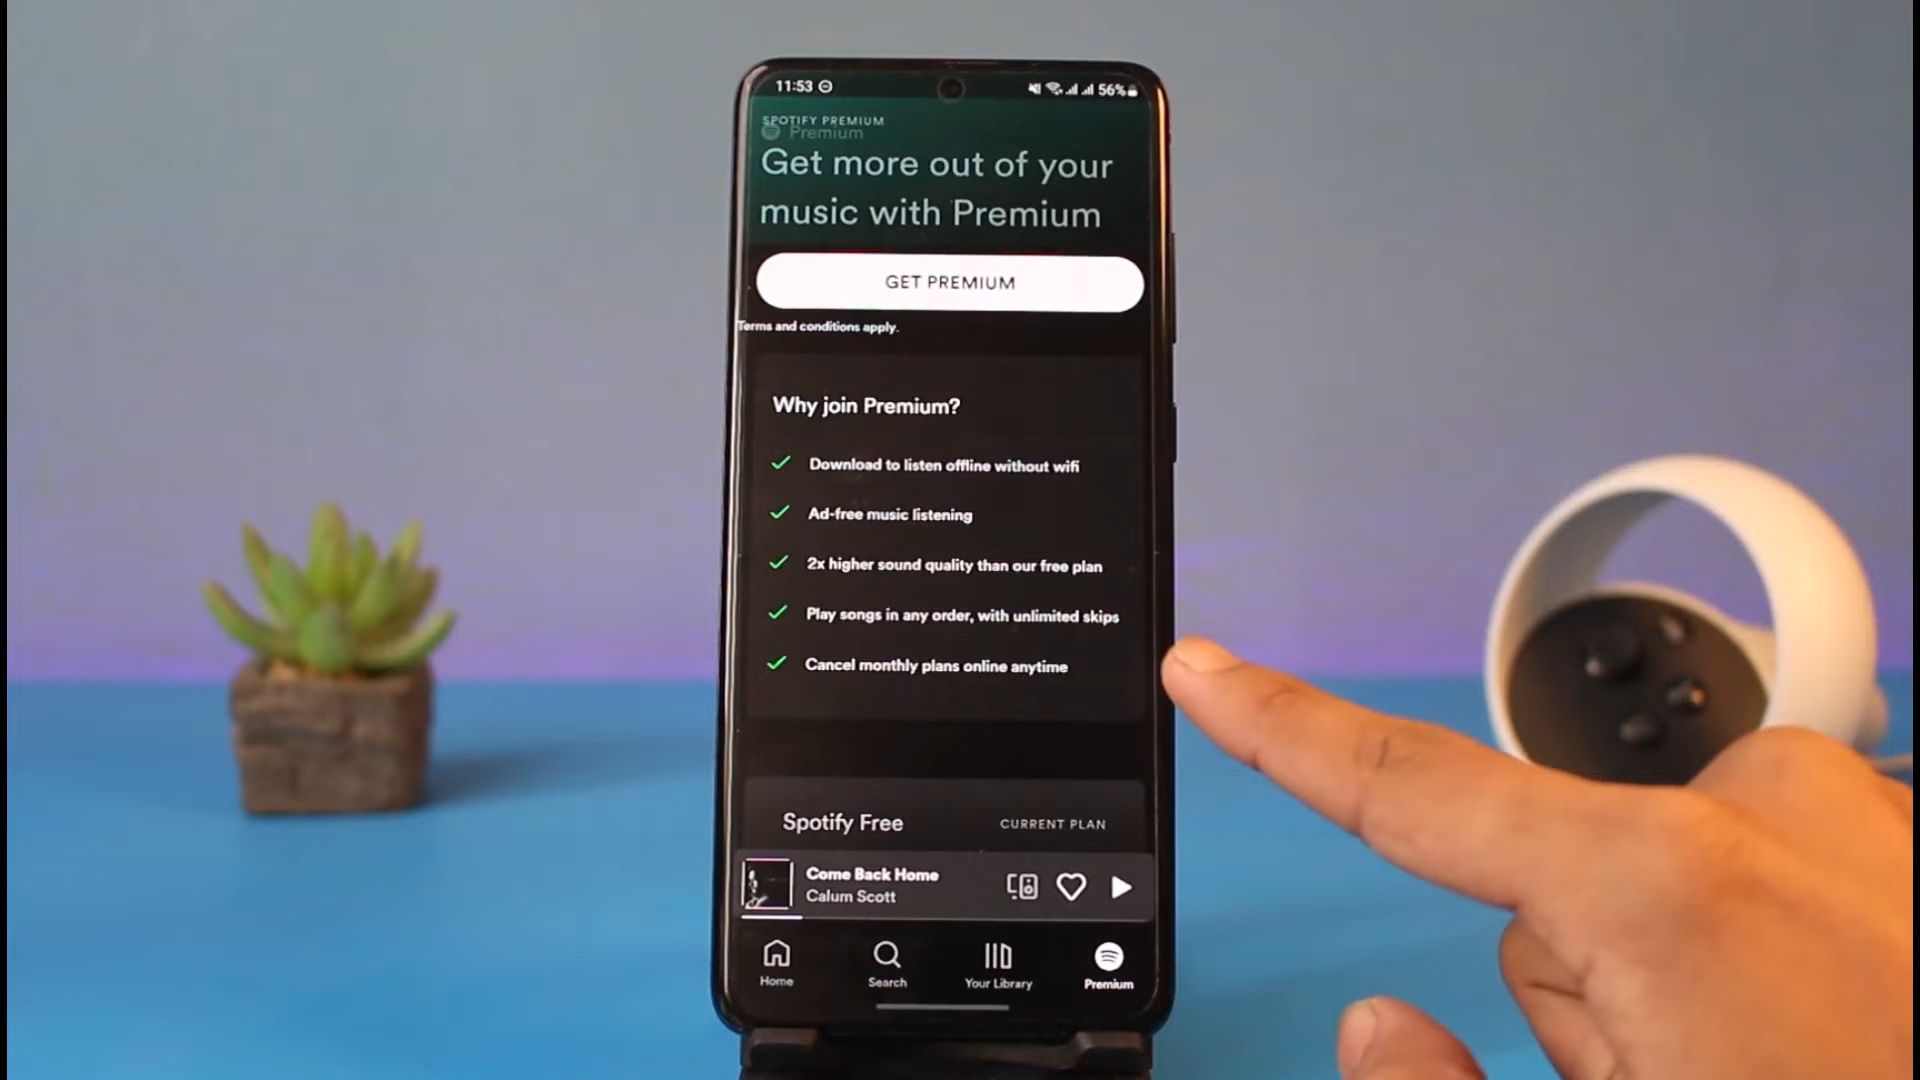 11:53
56%
SPOTIFY PREMIUM
Premium
Get more out of your
music with Premium
GET PREMIUM
Terms and conditions apply.
Why join Premium?
Download to listen offline without wifi
Ad-free music listening
2x higher sound quality than our free plan
Play songs in any order, with unlimited skips
Cancel monthly plans online anytime
Spotify Free CURRENT PLAN
Come Back Home
Calum Scott
Home Search Your Library Premium